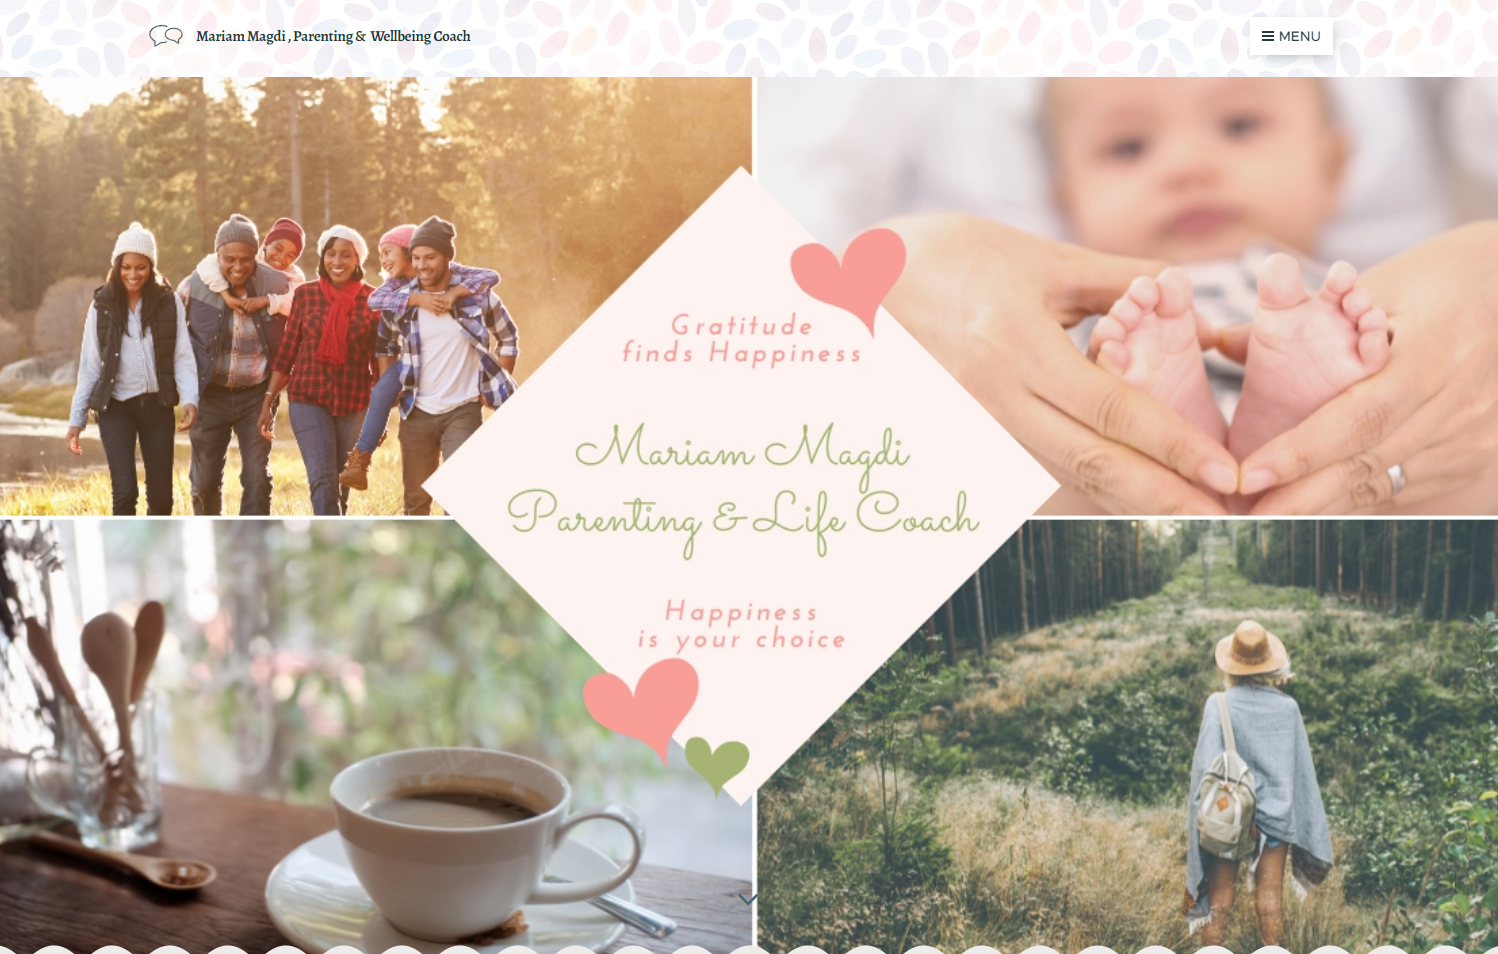 Mariam Magdi , Parenting & Wellbeing Coach
MENU
Gratitude
finds Happiness
Mariam Magdi
Parenting & Life Coach
Happiness
is your choice